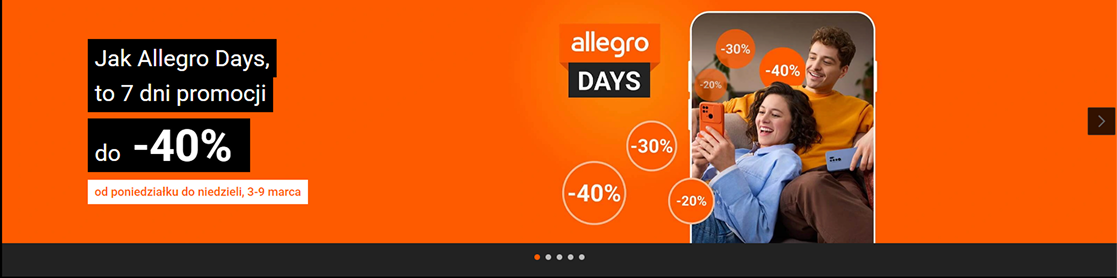 Jak Allegro Days,
to 7 dni promocji
do -40%
od poniedziałku do niedzieli, 3-9 marca
allegro
DAYS
-30%
-40%
-20%
-30%
-40%
-20%